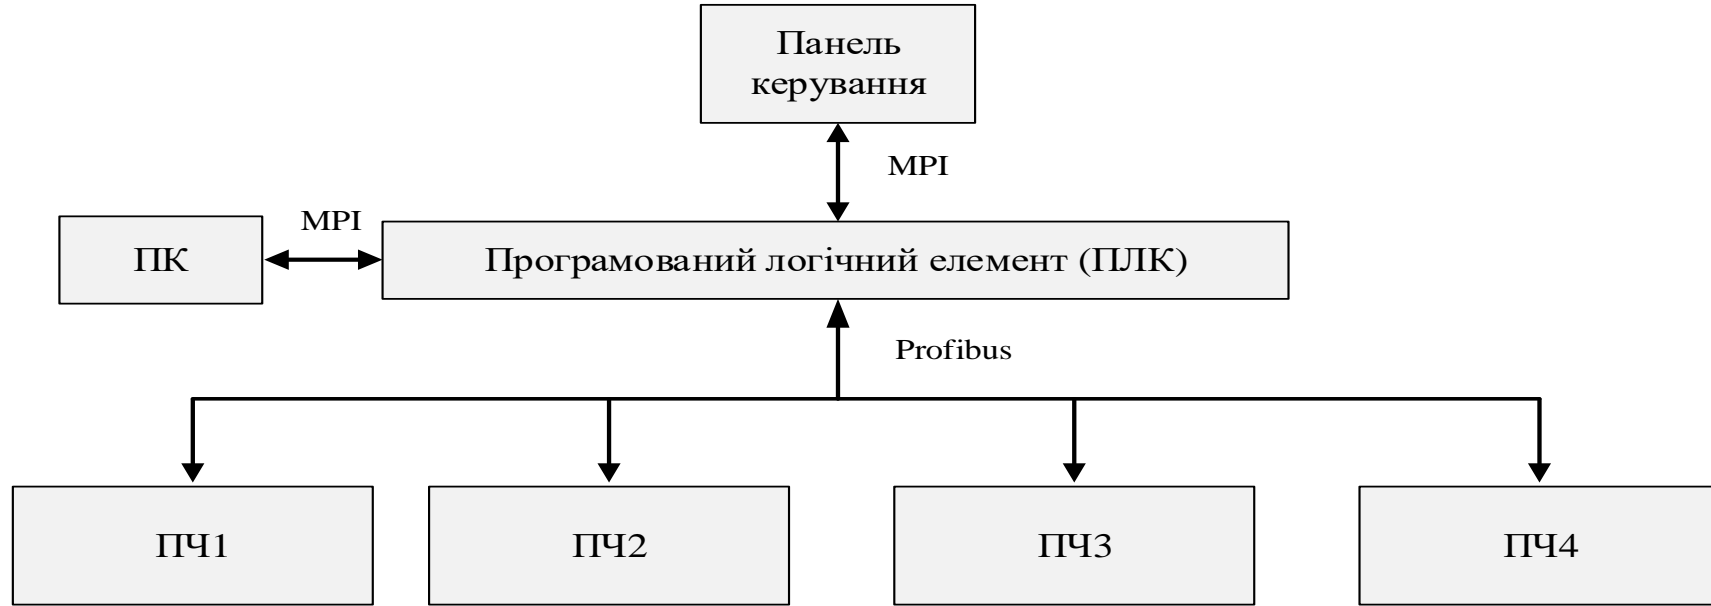 Панель
керування
MPI
MPI
ПК
Програмований логічний елемент (ПЛК)
Profibus
ПЧ1
ПЧ2
ПЧ3
ПЧ4